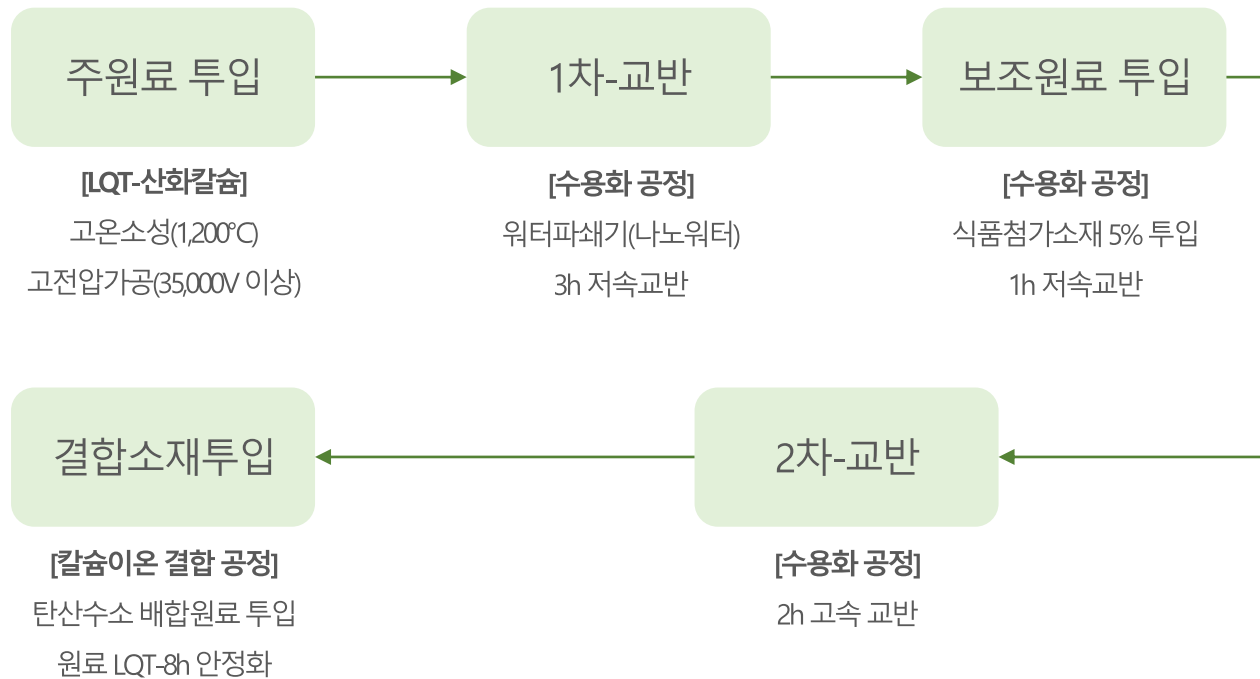 주원료 투입
[LQT-산화칼슘]
고온소성(1,200℃)
고전압가공(35,000V 이상)
1차-교반
[수용화 공정]
워터파쇄기(나노워터)
3h 저속교반
보조원료 투입
[수용화 공정]
식품첨가소재 5% 투입
1h 저속교반
2차-교반
[수용화 공정]
2h 고속 교반
결합소재투입
[칼슘이온 결합 공정]
탄산수소 배합원료 투입
원료 LQT-8h 안정화